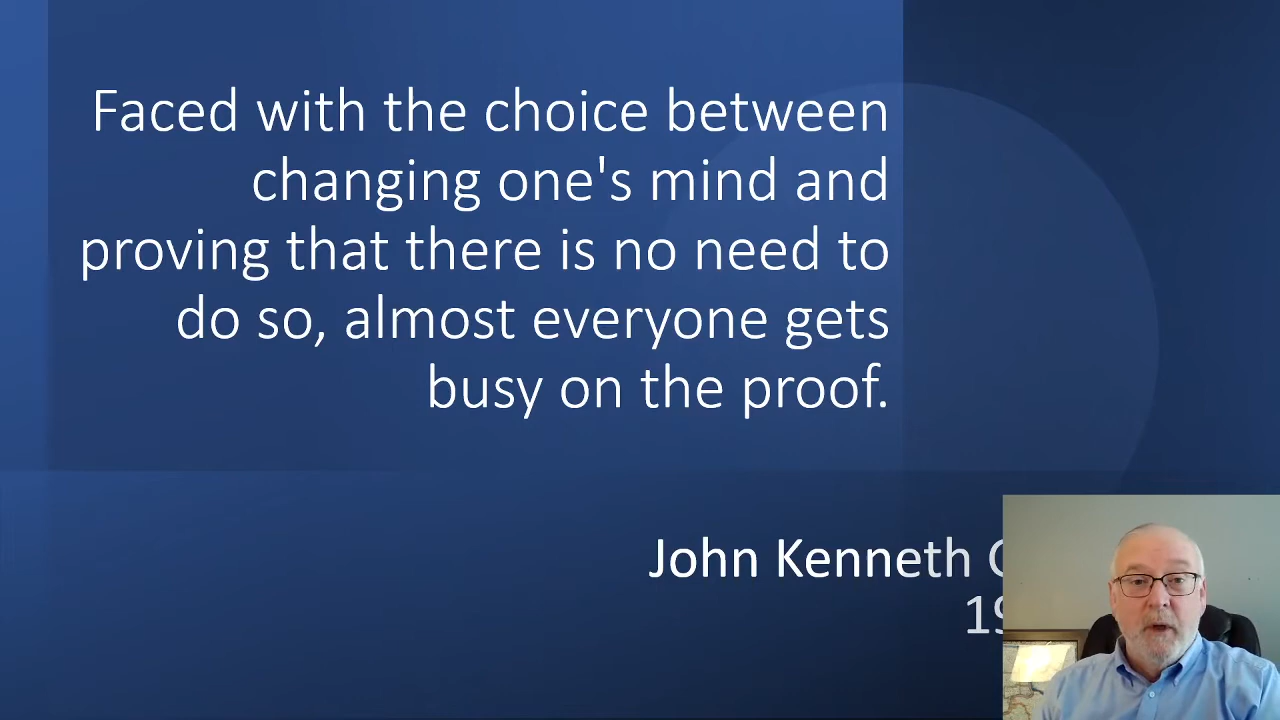 Faced with the choice between
changing one's mind and
proving that there is no need to
do so, almost everyone gets
busy on the proof.
John Kenneth